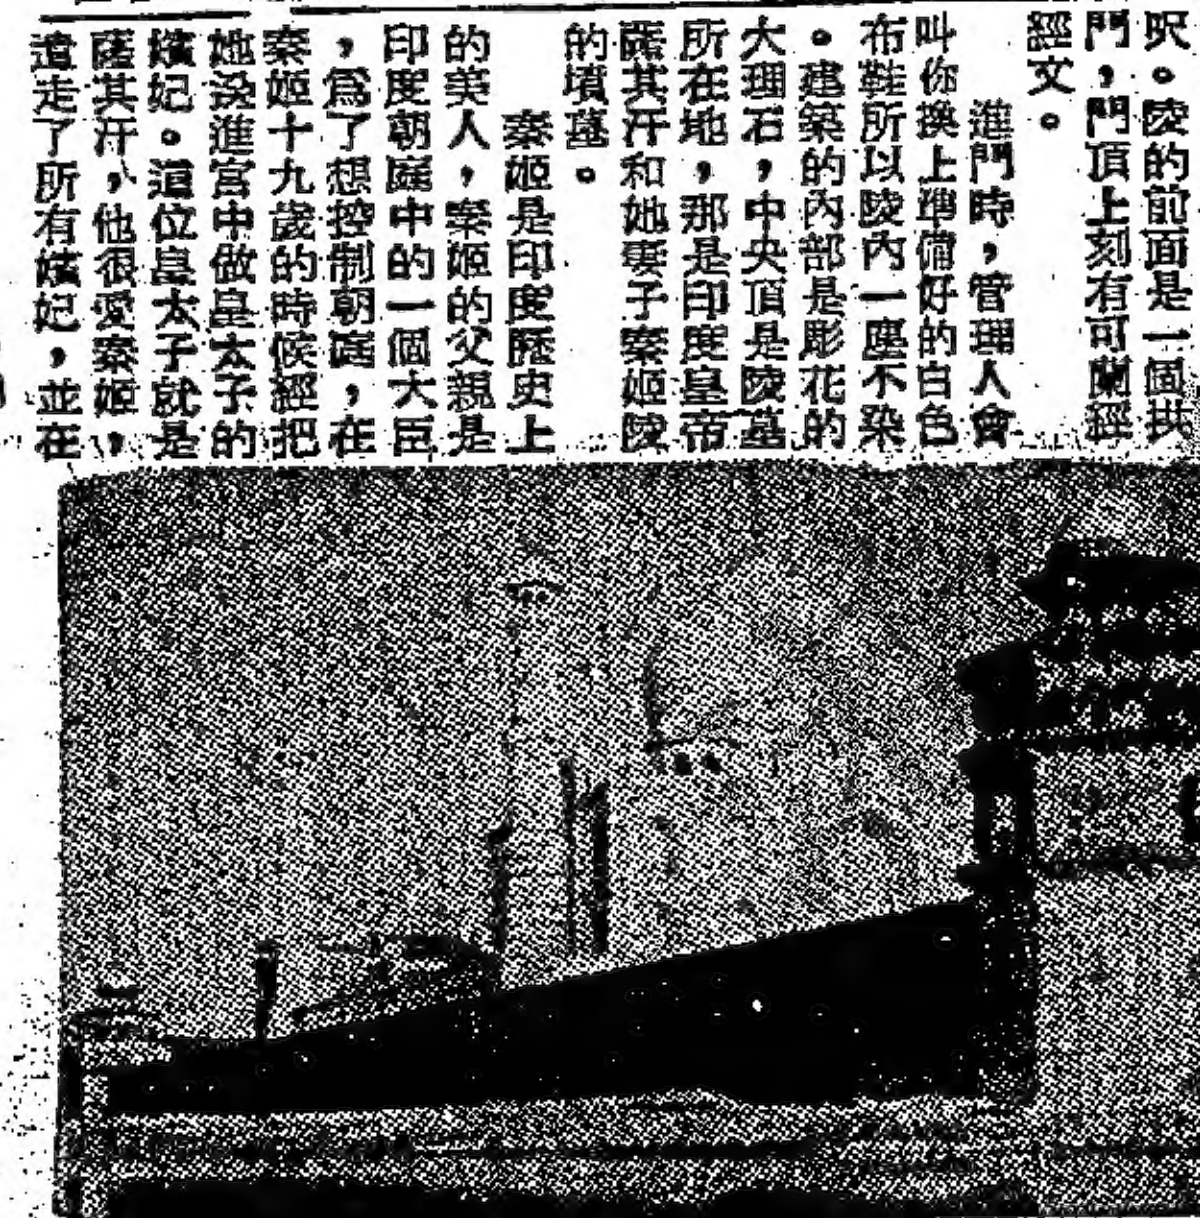 呎。陵的前面是一個拱
門，門頂上刻有可蘭經
經文。
進門時，管理人會
叫你換上準備好的白色
布鞋所以陵內一塵不染
。建築的內部是彫花的
大理石，中央頂是陵墓
所在地，那是印度皇帝
薩其汗和她妻子秦姬陵
的墳墓。
秦姬是印度歷史上
的美人，秦姬的父親是
印度朝庭中的一個大臣
，爲了想控制朝庭，在
秦姬十九歲的時候經把
她送進宮中做皇太子的
嬪妃。這位皇太子就是
薩其汗，他很愛秦姬，
遣走了所有嬪妃，並在